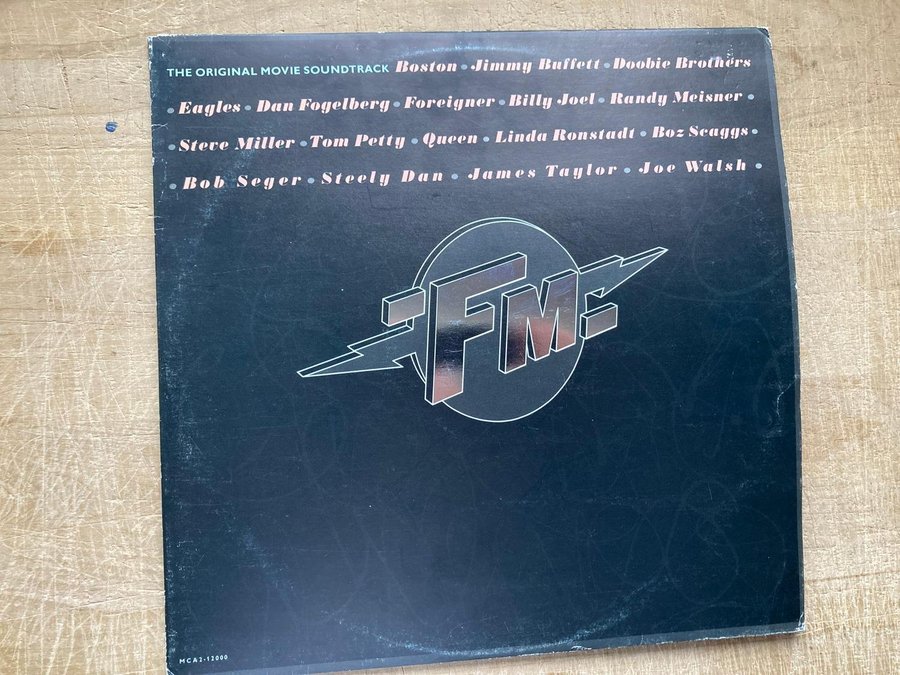 THE ORIGINAL MOVIE SOUNDTRACK Boston • Jimmy Buffett • Doobie Brothers
• Eagles • Dan Fogelberg • Foreigner • Billy Joel • Randy Meisner •
• Steve Miller • Tom Petty • Queen • Linda Ronstadt • Boz Scaggs •
• Bob Seger • Steely Dan • James Taylor • Joe Walsh •
FM
MCA2-12000